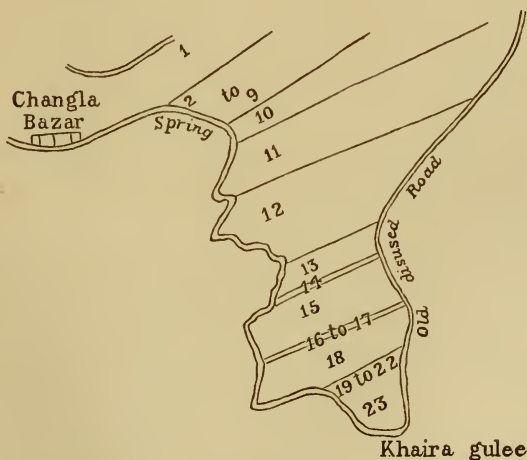 1
Changla
Bazar
2 to 9
Spring
10
11
12
13
14
15
16 to 17
18
19 to 22
23
Old disused Road
Khaira gulee